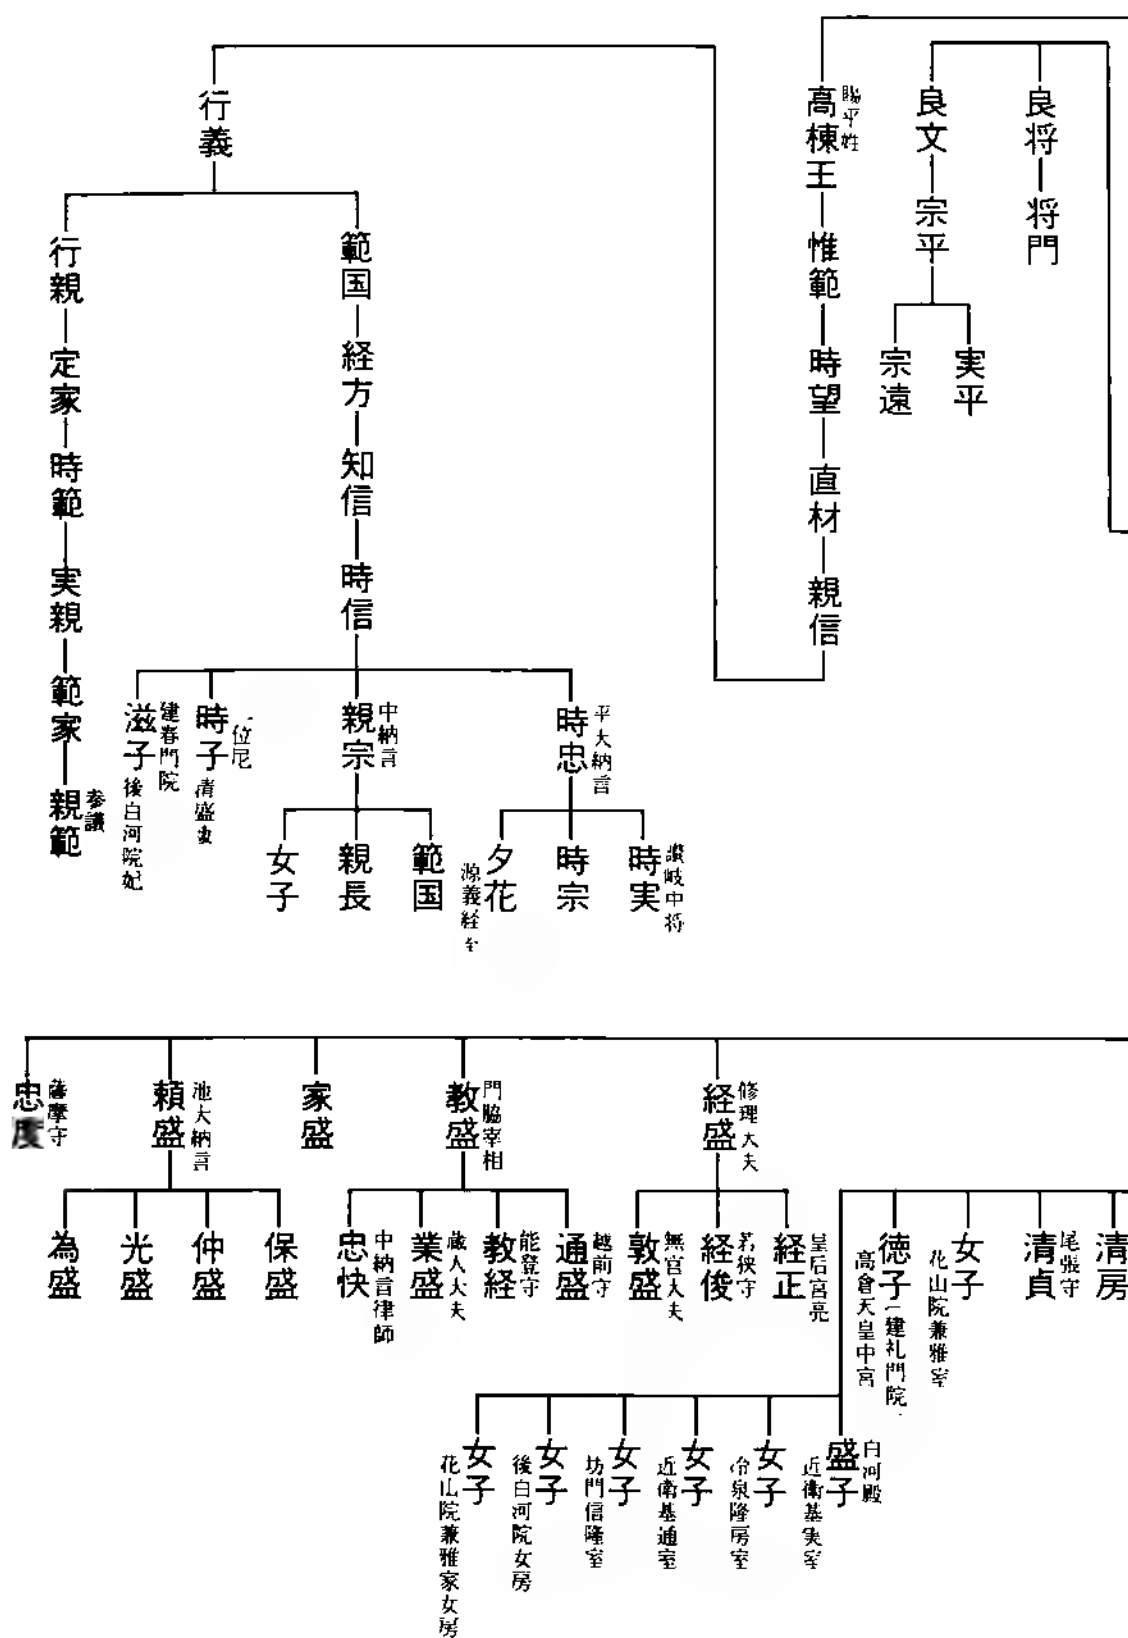 良将
将門
良文
宗平
実平
宗遠
高棟王
賜平姓
惟範
時望
直材
親信
行義
範国
経方
知信
時信
時忠
平大納言
時実
讃岐中将
時宗
夕花
源義経
親宗
中納言
範国
親長
女子
時子
清盛妻
滋子
建春門院
後白河院妃
行親
定家
時範
実親
範家
親範
参議
経盛
修理大夫
経正
皇后宮亮
経俊
若狭守
敦盛
無官大夫
教盛
門脇宰相
通盛
越前守
教経
能登守
業盛
蔵人大夫
忠快
中納言律師
家盛
頼盛
池大納言
保盛
仲盛
光盛
為盛
忠度
薩摩守
清房
清貞
尾張守
女子
花山院兼雅室
徳子
建礼門院
高倉天皇中宮
盛子
白河殿
近衛基実室
女子
冷泉隆房室
女子
近衛基通室
女子
坊門信隆室
女子
後白河院女房
女子
花山院兼雅家女房